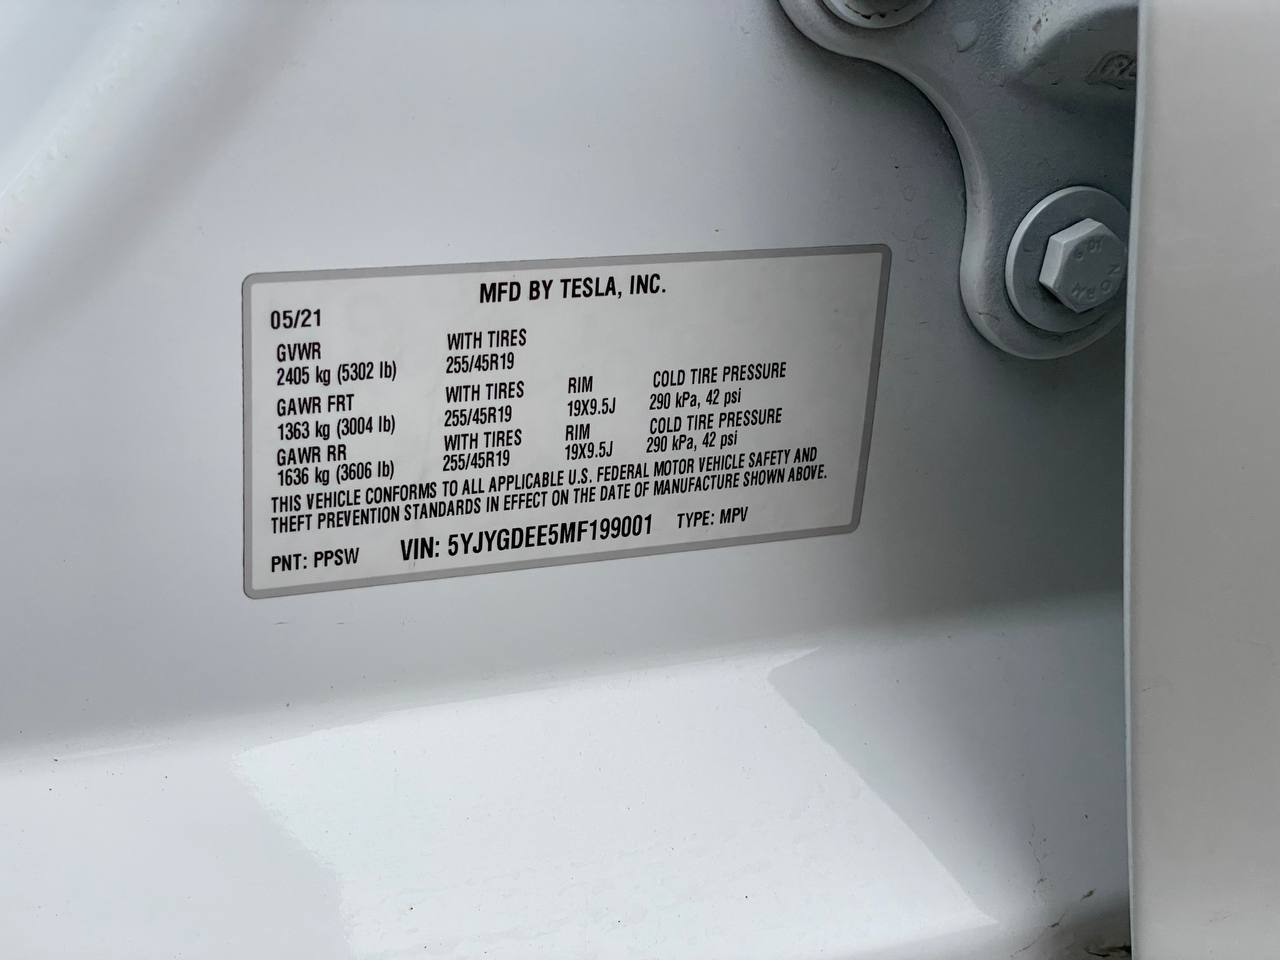 MFD BY TESLA, INC.
05/21
GVWR WITH TIRES
2405 kg (5302 lb) 255/45R19
GAWR FRT WITH TIRES RIM COLD TIRE PRESSURE
1363 kg (3004 lb) 255/45R19 19X9.5J 290 kPa, 42 psi
GAWR RR WITH TIRES RIM COLD TIRE PRESSURE
1636 kg (3606 lb) 255/45R19 19X9.5J 290 kPa, 42 psi
THIS VEHICLE CONFORMS TO ALL APPLICABLE U.S. FEDERAL MOTOR VEHICLE SAFETY AND
THEFT PREVENTION STANDARDS IN EFFECT ON THE DATE OF MANUFACTURE SHOWN ABOVE.
PNT: PPSW VIN: 5YJYGDEE5MF199001 TYPE: MPV